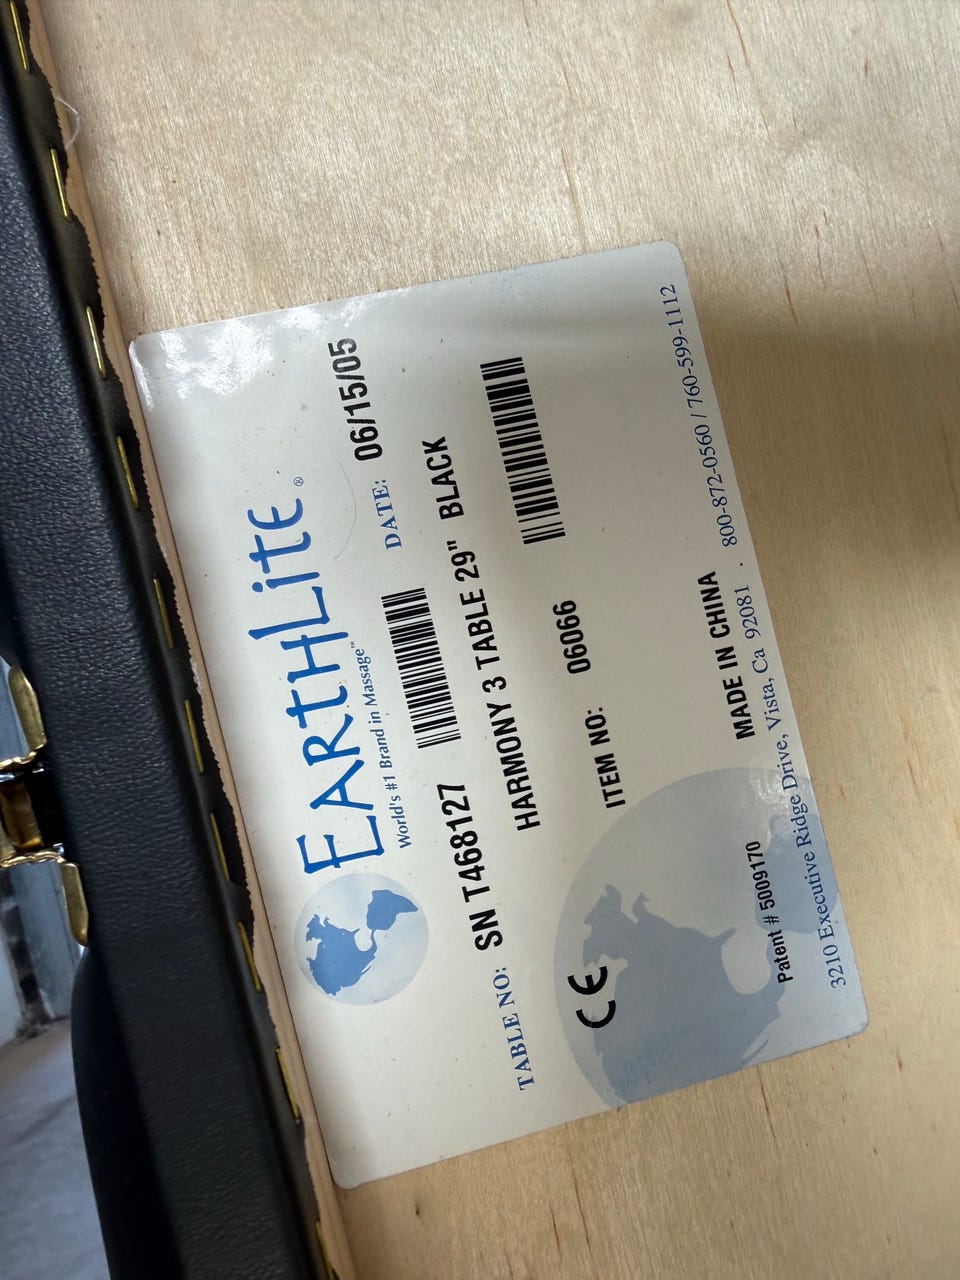 EARTHLITE®
World's #1 Brand in Massage™
TABLE NO: SN T468127 DATE: 06/15/05
HARMONY 3 TABLE 29" BLACK
ITEM NO: 06066
CE
MADE IN CHINA
Patent # 5009170
3210 Executive Ridge Drive, Vista, Ca 92081 · 800-872-0560 / 760-599-1112